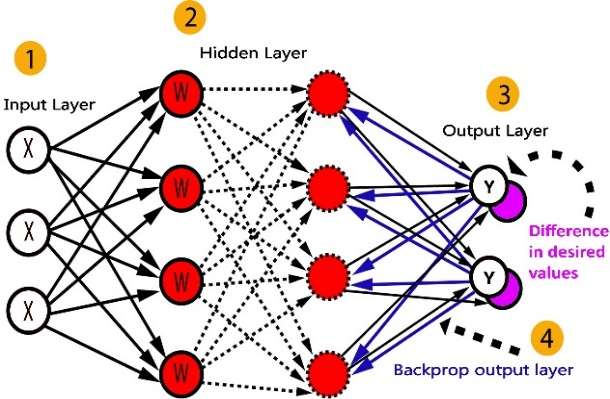 1
2
Hidden Layer
Input Layer
3
Output Layer
X
X
X
W
W
W
W
Y
Y
Difference
in desired
values
4
Backprop output layer